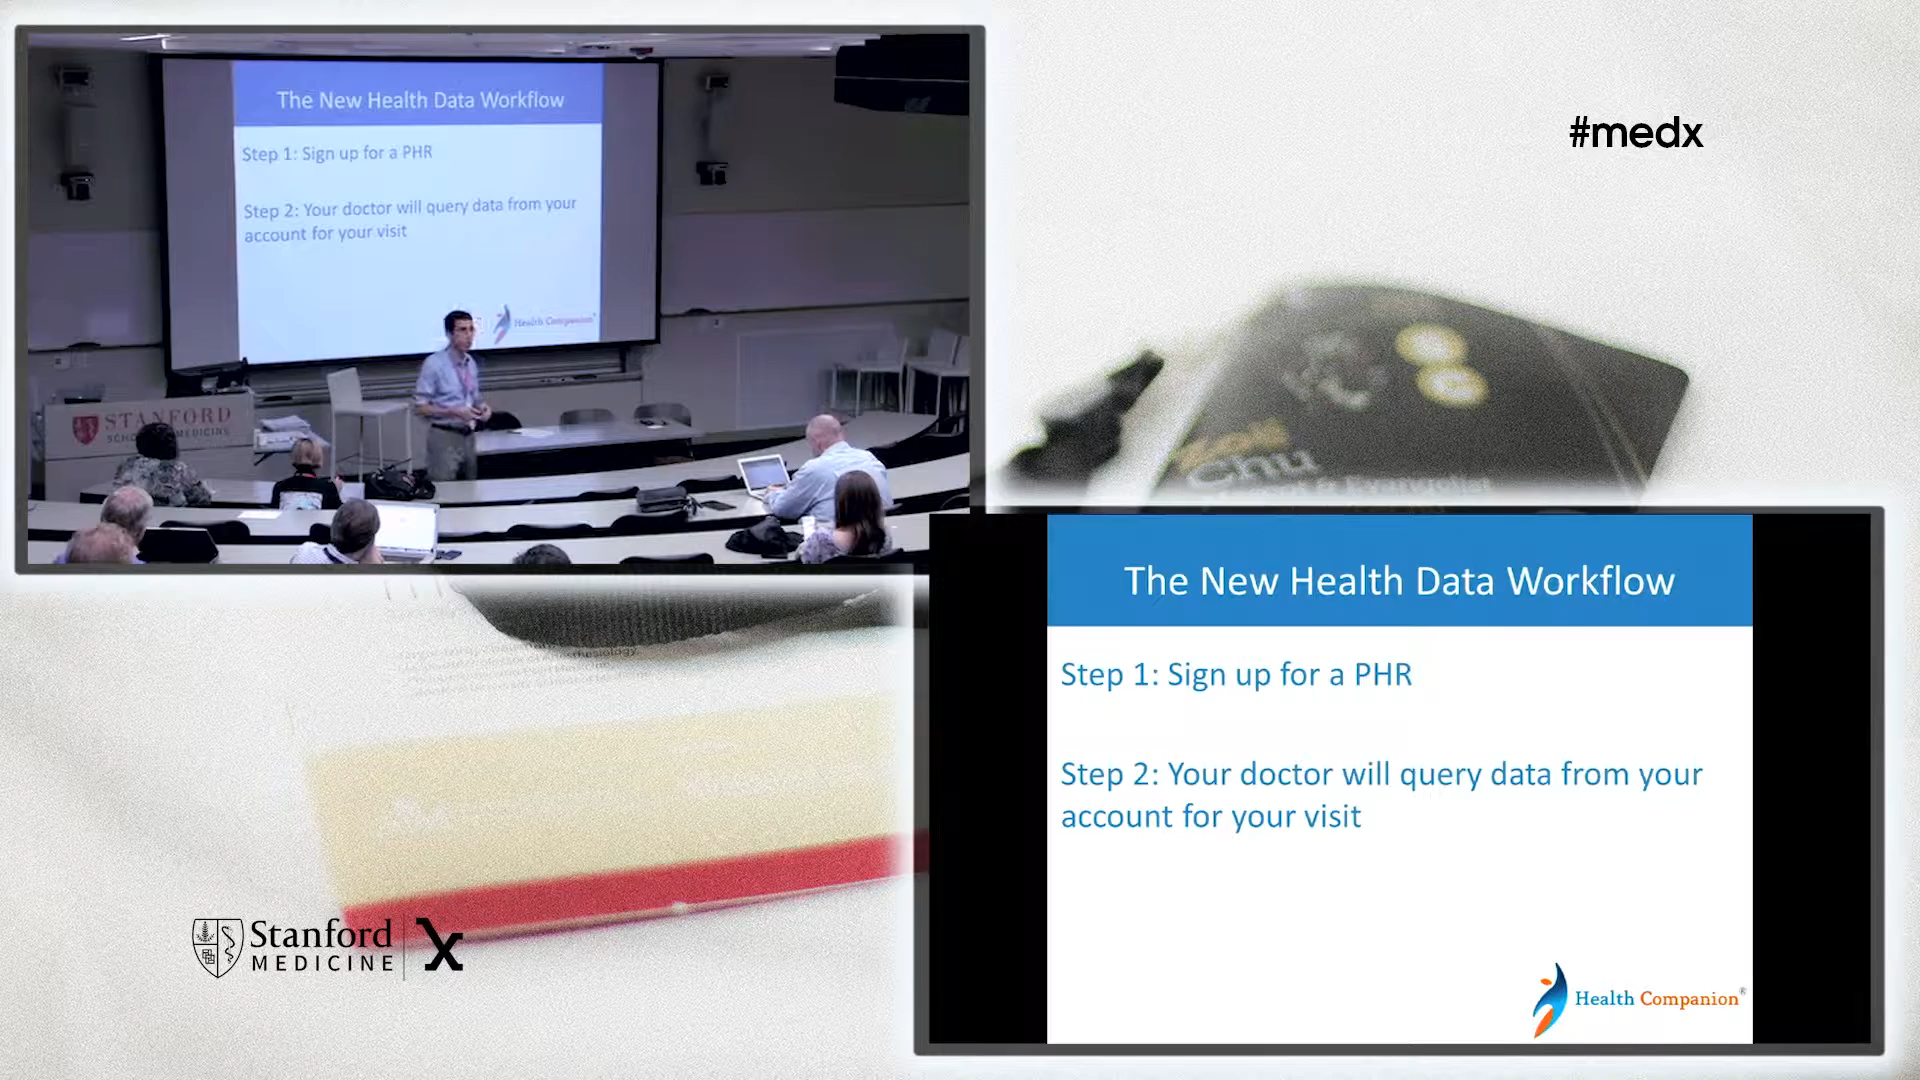 The New Health Data Workflow
Step 1: Sign up for a PHR
Step 2: Your doctor will query data from your
account for your visit
Health Companion®
STANFORD
SCHOOL MEDICINE
#medx
Chu
The New Health Data Workflow
Step 1: Sign up for a PHR
Step 2: Your doctor will query data from your
account for your visit
Health Companion®
Stanford
MEDICINE
X